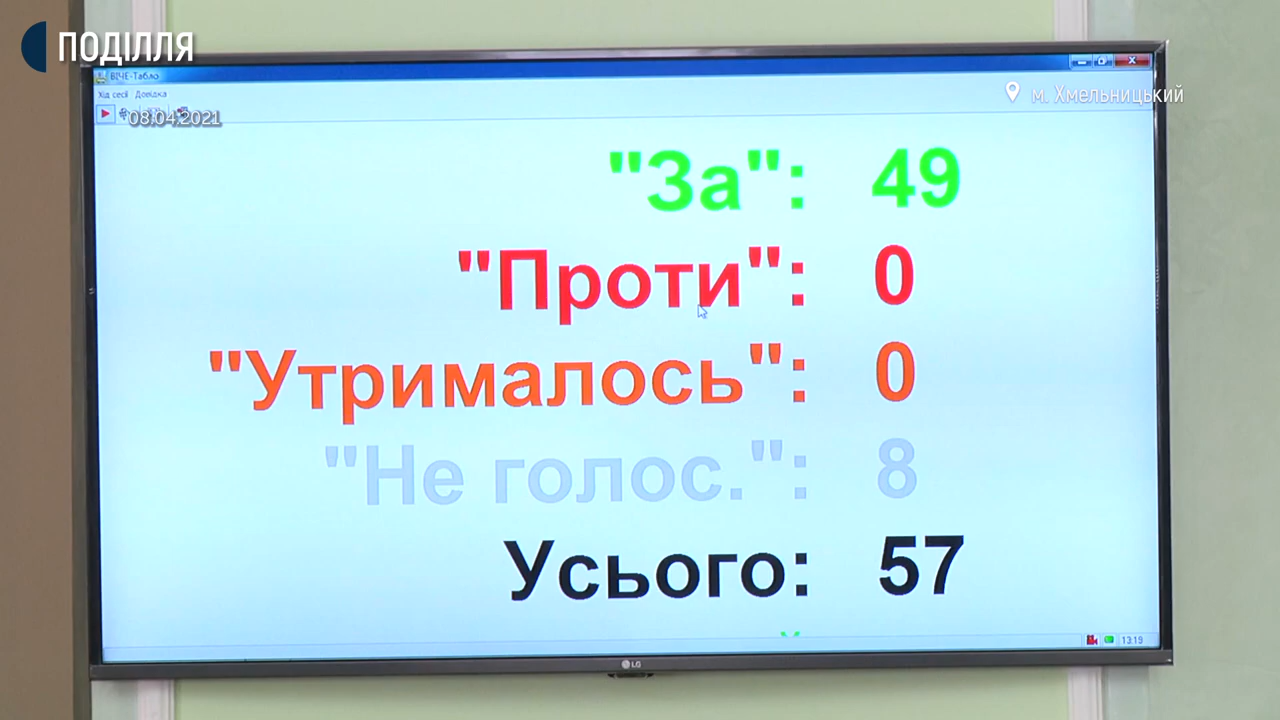 ПОДІЛЛЯ
ВІЧЕ-Табло
Хід сесії Довідка
м. Хмельницький
08.04.2021
"За": 49
"Проти": 0
"Утрималось": 0
"Не голос.": 8
Усього: 57
13:19
LG